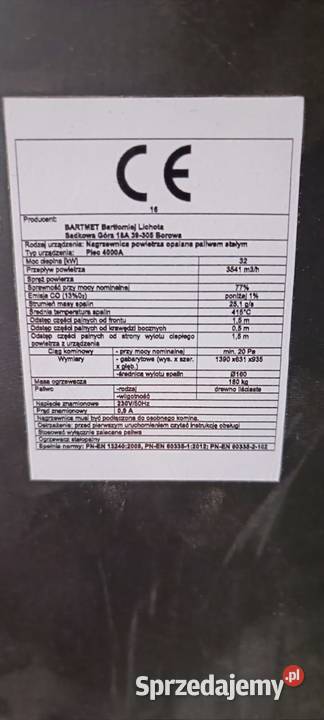 CE
16
Producent:
BARTMET Bartłomiej Lichota
Sadkowa Góra 18A 39-305 Borowa
Rodzaj urządzenia: Nagrzewnica powietrza opalana paliwem stałym
Typ urządzenia: Piec 4000A
Moc cieplna [kW] 32
Przepływ powietrza 3541 m3/h
Spręż powietrza
Sprawność przy mocy nominalnej 77%
Emisja CO (13%O₂) poniżej 1%
Strumień masy spalin 25,1 g/s
Średnia temperatura spalin 415°C
Odstęp części palnych od frontu 1,5 m
Odstęp części palnych od krawędzi bocznych 0,5 m
Odstęp części palnych od strony wylotu ciepłego powietrza z urządzenia 1,5 m
Ciąg kominowy - przy mocy nominalnej min. 20 Pa
Wymiary - gabarytowe (wys. x szer. x głęb.) 1390 x631 x935
-średnica wylotu spalin Ø160
Masa ogrzewacza 180 kg
Paliwo -rodzaj drewno liściaste
-wilgotność
Napięcie znamionowe 230V/50Hz
Prąd znamionowy 0,9 A
Nagrzewnica musi być podłączona do osobnego komina.
Ostrzeżenie: przed pierwszym uruchomieniem czytać instrukcję obsługi
Stosować wyłącznie zalecane paliwa
Ogrzewacz stałopalny
Spełnia normy: PN-EN 13240:2008, PN-EN 60335-1:2012; PN-EN 60335-2-102
Sprzedajemy.pl